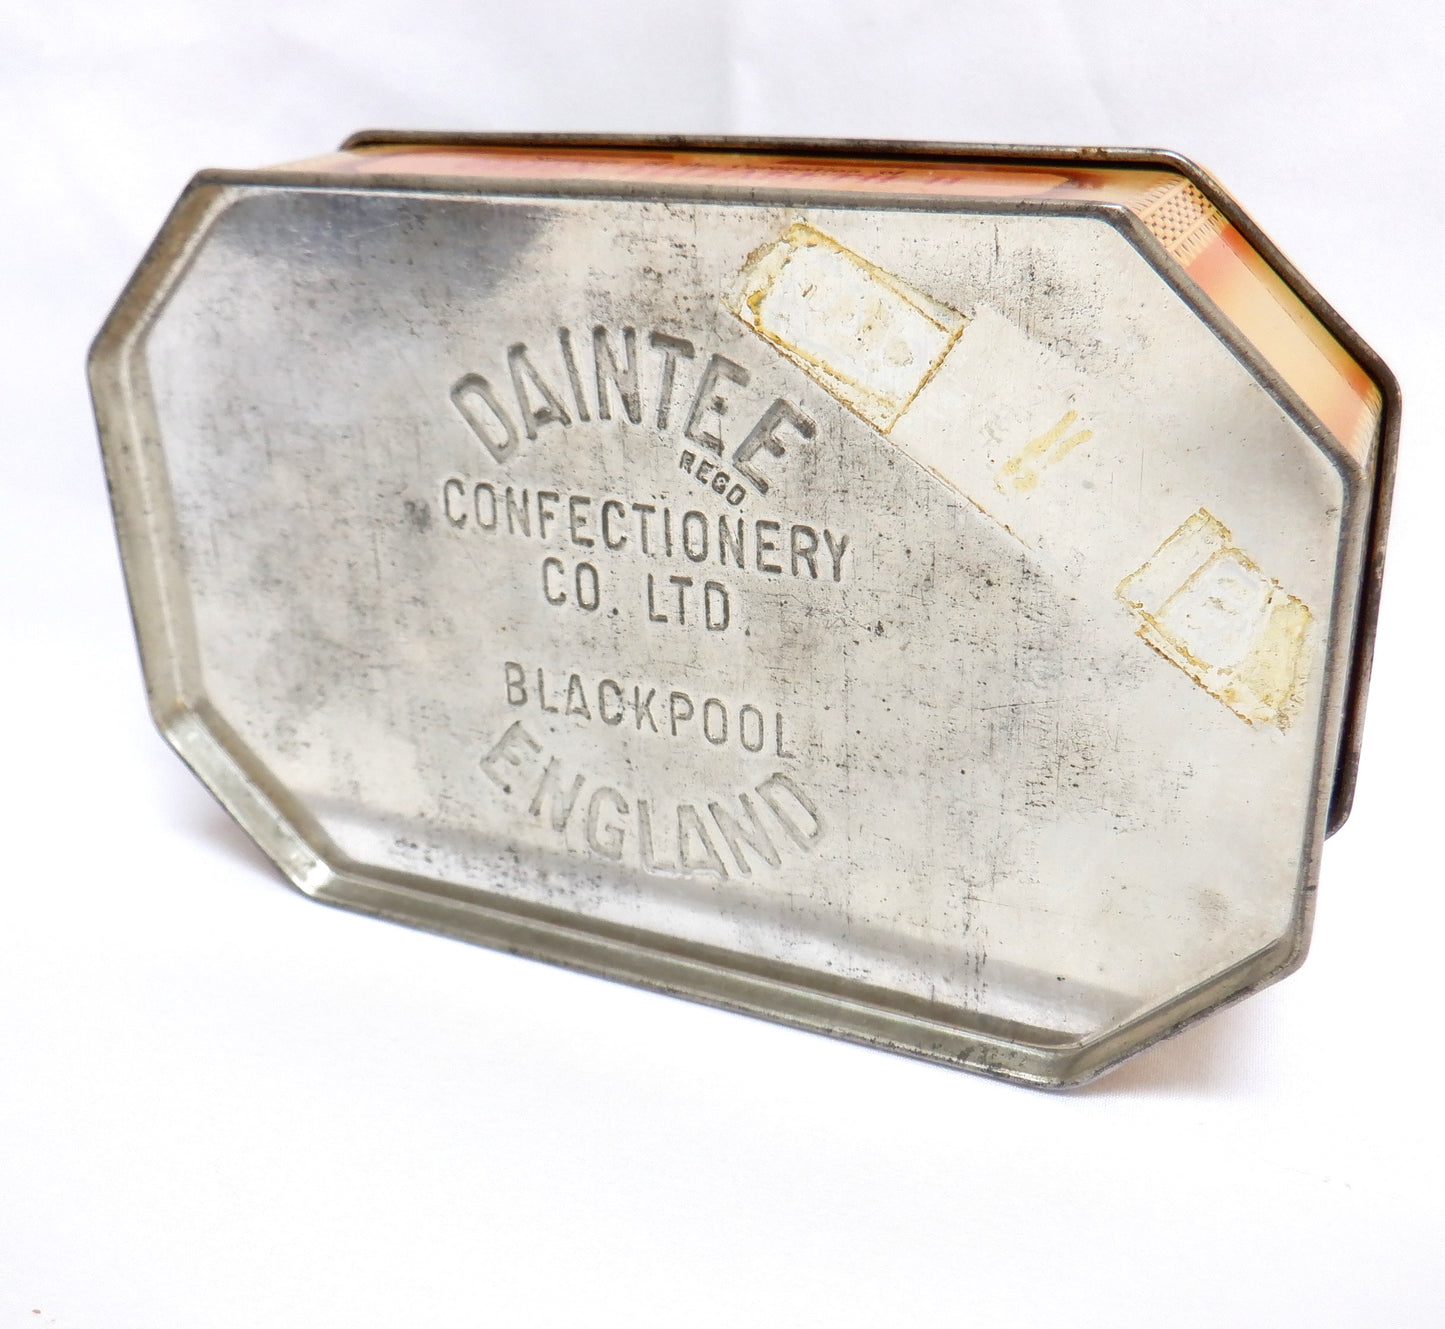 DAINTEE
REGD
CONFECTIONERY
CO. LTD.
BLACKPOOL
ENGLAND